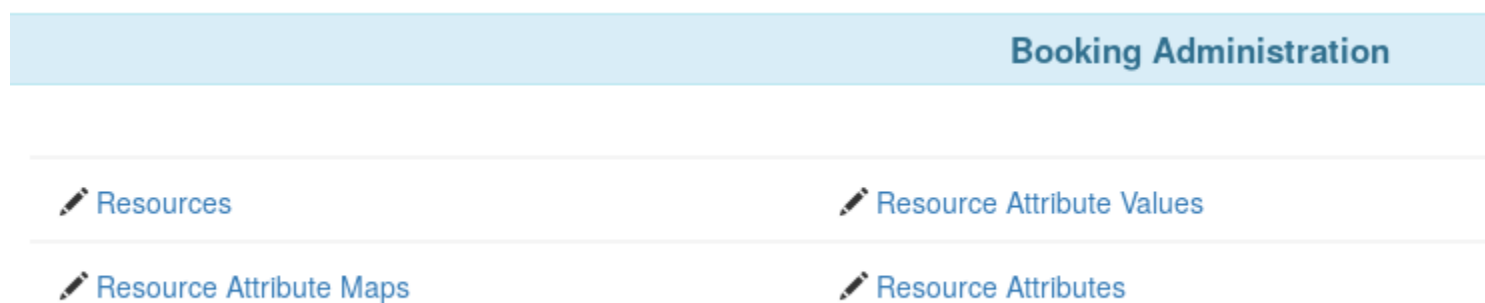 Booking Administration
Resources
Resource Attribute Values
Resource Attribute Maps
Resource Attributes